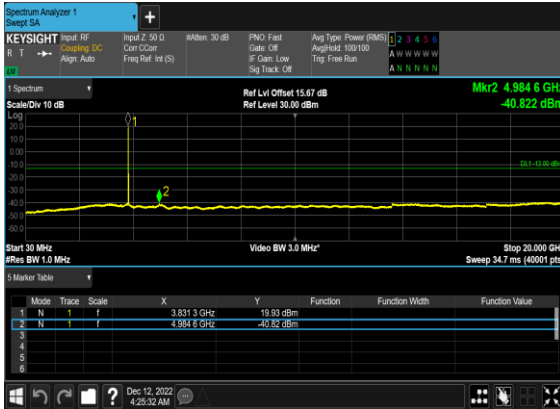 Spectrum Analyzer 1
Swept SA
+
KEYSIGHT
R T
Input: RF
Coupling: DC
Align: Auto
Input Z: 50 Ω
Corr CCorr
Freq Ref: Int (S)
#Atten: 30 dB
PNO: Fast
Gate: Off
IF Gain: Low
Sig Track: Off
Avg Type: Power (RMS)
Avg|Hold: 100/100
Trig: Free Run
1 2 3 4 5 6
A W W W W W
A N N N N N
1 Spectrum
Scale/Div 10 dB
Ref Lvl Offset 15.67 dB
Ref Level 30.00 dBm
Mkr2 4.984 6 GHz
-40.822 dBm
Log
20.0
10.0
0.00
-10.0
-20.0
-30.0
-40.0
-50.0
-60.0
1
2
DL1 -13.00 dBm
Start 30 MHz
#Res BW 1.0 MHz
Video BW 3.0 MHz*
Stop 20.000 GH
Sweep 34.7 ms (40001 pts
5 Marker Table
Mode Trace Scale X Y Function Function Width Function Value
1 N 1 f 3.831 3 GHz 19.93 dBm
2 N 1 f 4.984 6 GHz -40.82 dBm
3
4
5
6
?
Dec 12, 2022
4:25:32 AM